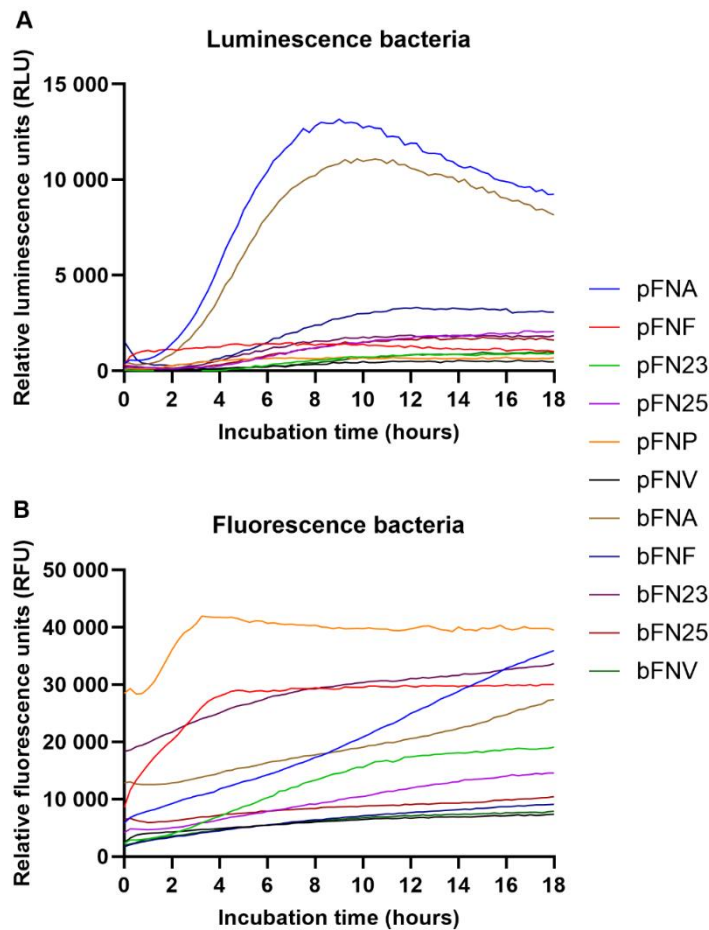 A
Luminescence bacteria
Relative luminescence units (RLU)
15 000
10 000
5 000
0
0 2 4 6 8 10 12 14 16 18
Incubation time (hours)
B
Fluorescence bacteria
Relative fluorescence units (RFU)
50 000
40 000
30 000
20 000
10 000
0
0 2 4 6 8 10 12 14 16 18
Incubation time (hours)
pFNA
pFNF
pFN23
pFN25
pFNP
pFNV
bFNA
bFNF
bFN23
bFN25
bFNV